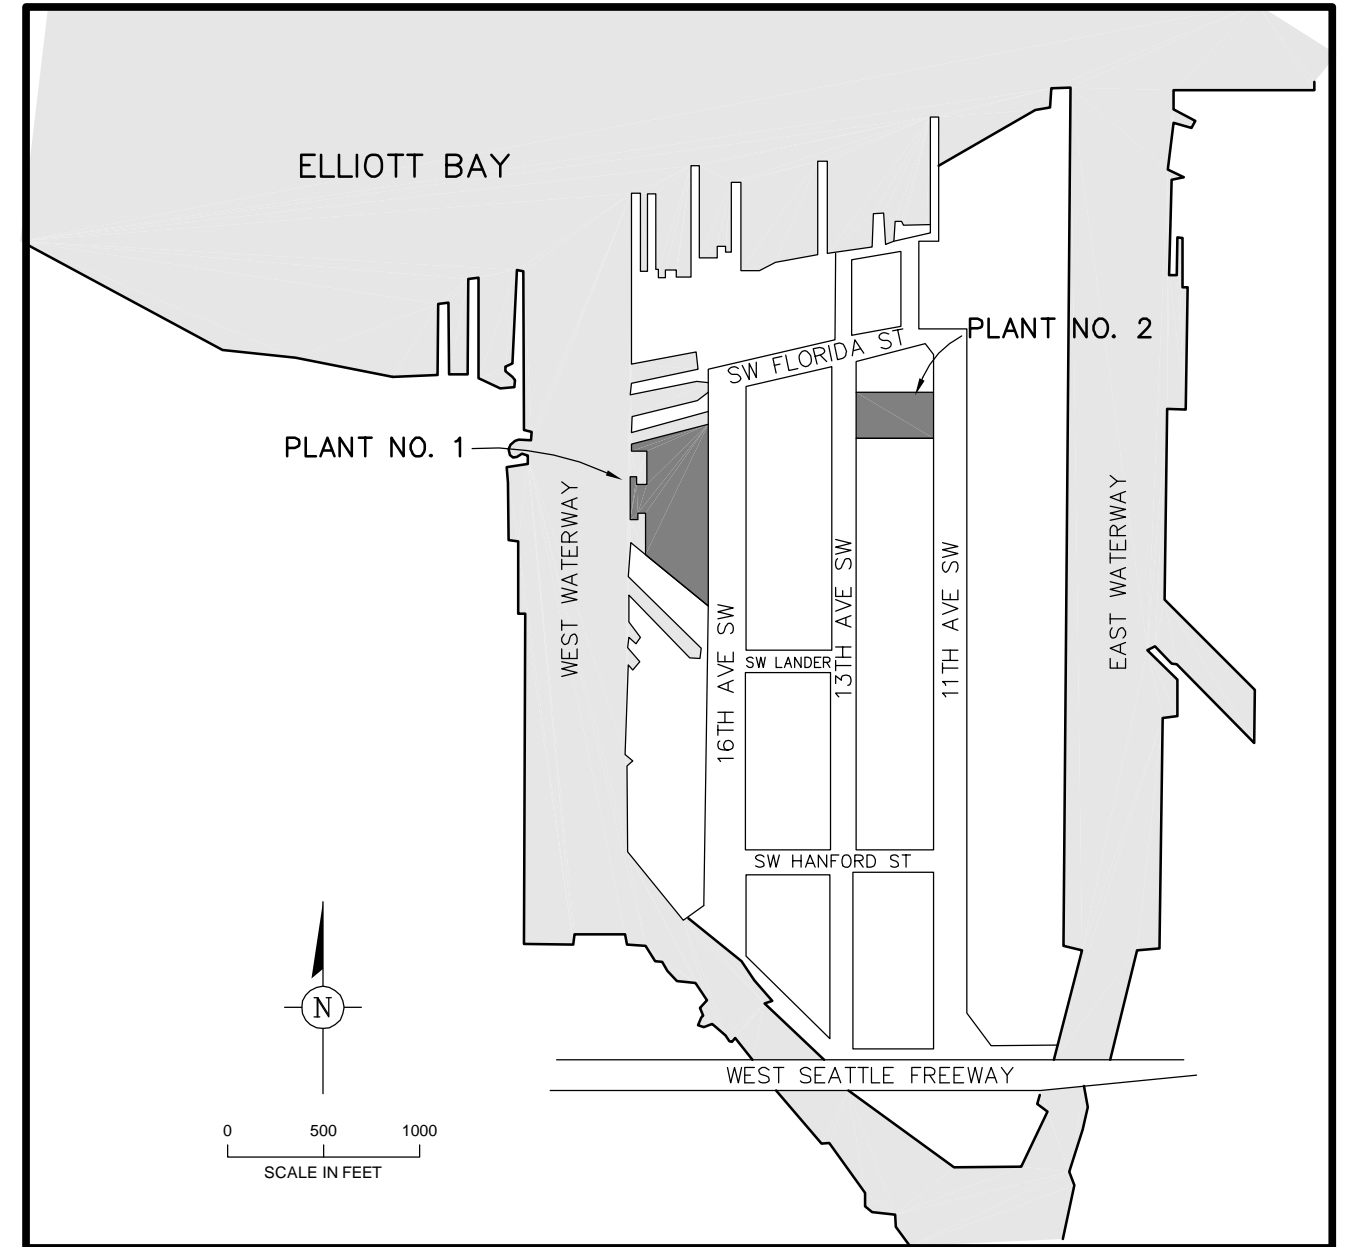 ELLIOTT BAY
PLANT NO. 2
SW FLORIDA ST
PLANT NO. 1
WEST WATERWAY
EAST WATERWAY
13TH AVE SW
11TH AVE SW
16TH AVE SW
SW LANDER
SW HANFORD ST
N
WEST SEATTLE FREEWAY
0 500 1000
SCALE IN FEET